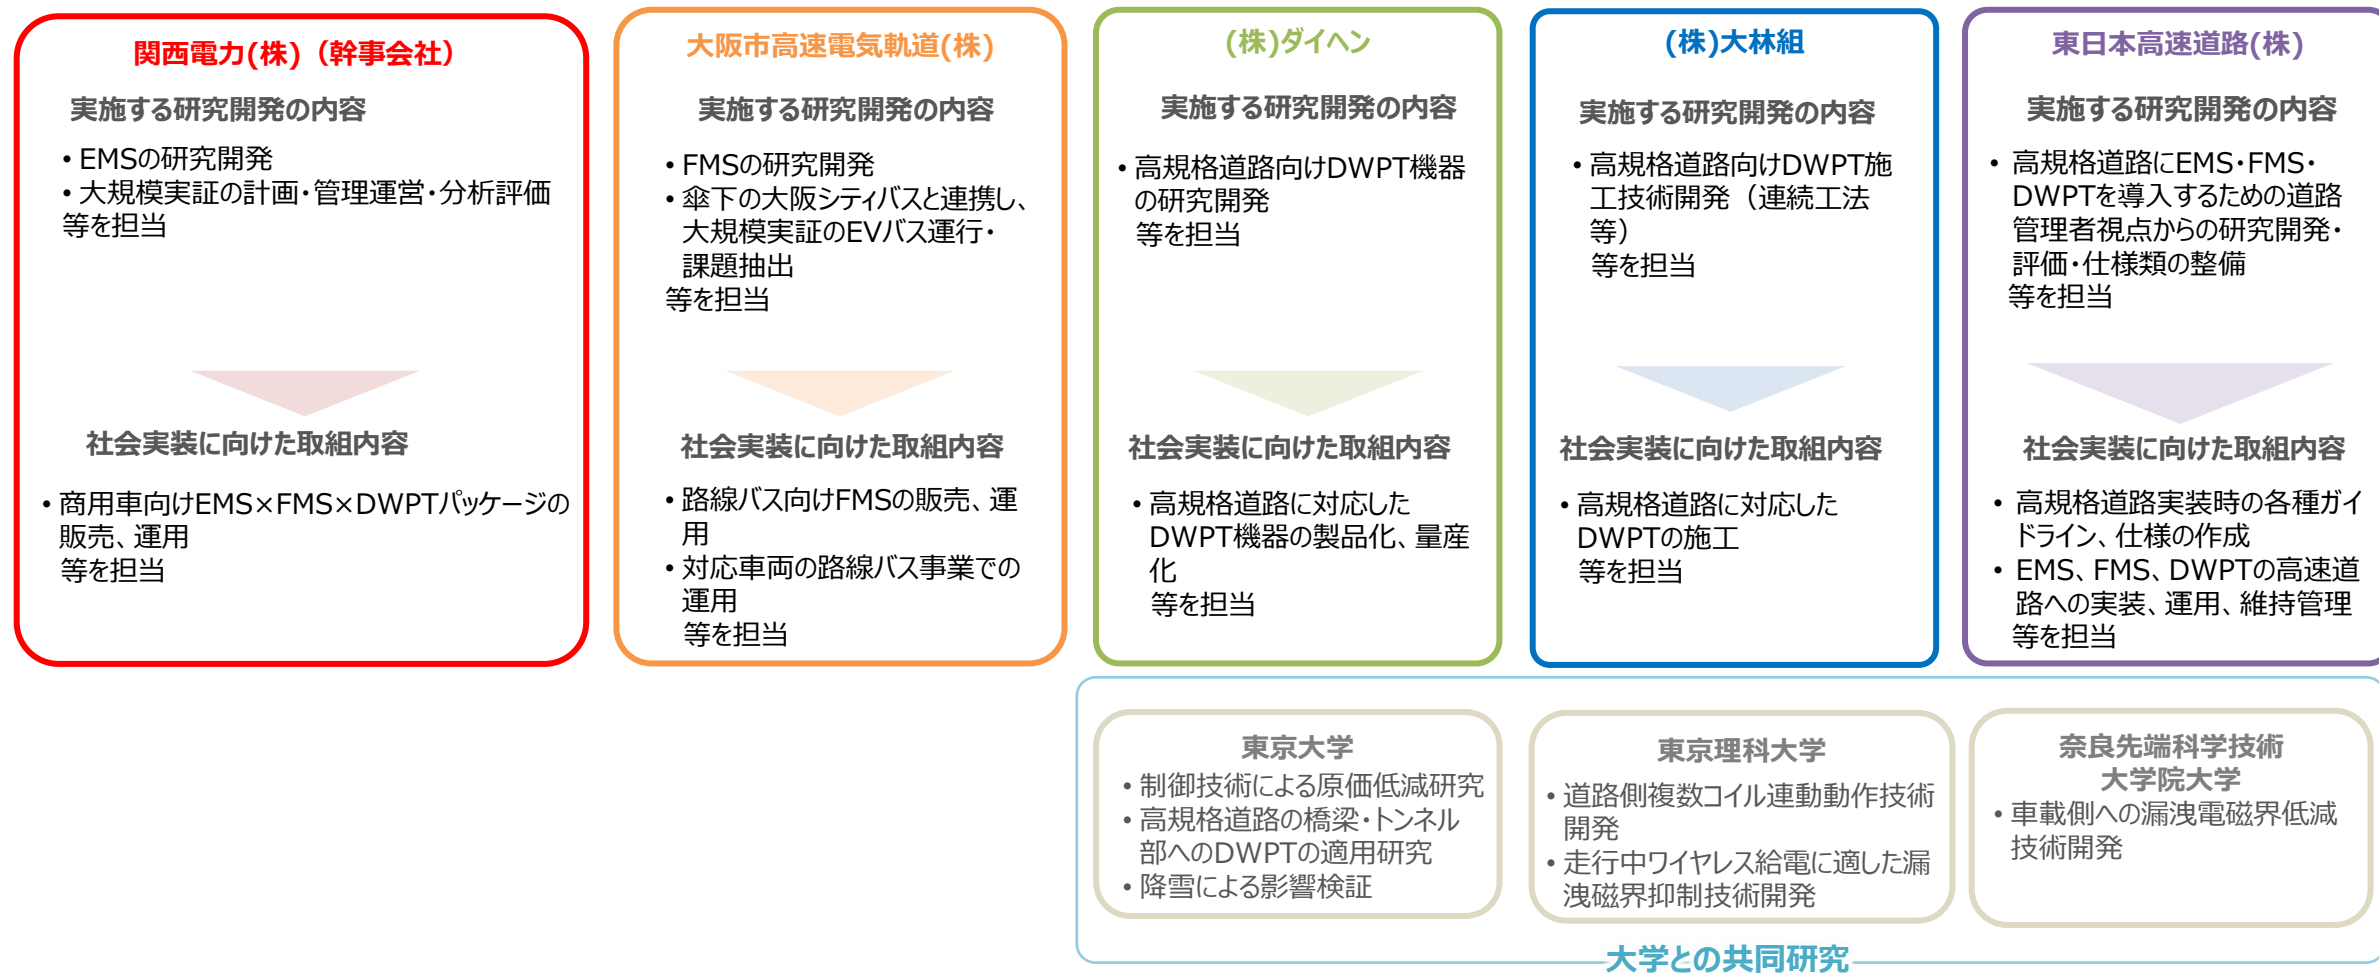 関西電力(株)（幹事会社）
実施する研究開発の内容
• EMSの研究開発
• 大規模実証の計画・管理運営・分析評価
等を担当
社会実装に向けた取組内容
• 商用車向けEMS×FMS×DWPTパッケージの
販売、運用
等を担当
大阪市高速電気軌道(株)
実施する研究開発の内容
• FMSの研究開発
• 傘下の大阪シティバスと連携し、
大規模実証のEVバス運行・
課題抽出
等を担当
社会実装に向けた取組内容
• 路線バス向けFMSの販売、運
用
• 対応車両の路線バス事業での
運用
等を担当
(株)ダイヘン
実施する研究開発の内容
• 高規格道路向けDWPT機器
の研究開発
等を担当
社会実装に向けた取組内容
• 高規格道路に対応した
DWPT機器の製品化、量産
化
等を担当
(株)大林組
実施する研究開発の内容
• 高規格道路向けDWPT施
工技術開発（連続工法
等）
等を担当
社会実装に向けた取組内容
• 高規格道路に対応した
DWPTの施工
等を担当
東日本高速道路(株)
実施する研究開発の内容
• 高規格道路にEMS・FMS・
DWPTを導入するための道路
管理者視点からの研究開発・
評価・仕様類の整備
等を担当
社会実装に向けた取組内容
• 高規格道路実装時の各種ガイ
ドライン、仕様の作成
• EMS、FMS、DWPTの高速道
路への実装、運用、維持管理
等を担当
東京大学
• 制御技術による原価低減研究
• 高規格道路の橋梁・トンネル
部へのDWPTの適用研究
• 降雪による影響検証
東京理科大学
• 道路側複数コイル連動動作技術
開発
• 走行中ワイヤレス給電に適した漏
洩磁界抑制技術開発
奈良先端科学技術
大学院大学
• 車載側への漏洩電磁界低減
技術開発
大学との共同研究